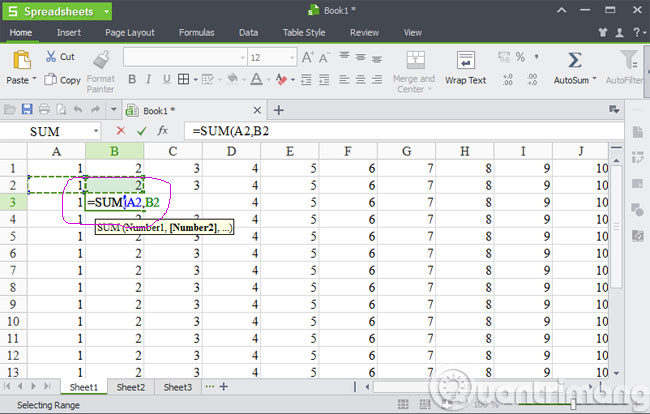 Spreadsheets
Book1 *
Home Insert Page Layout Formulas Data Table Style Review View
Paste Cut Copy Format Painter 12 B I U A A Merge and Center Wrap Text AutoSum AutoFilter
Book1 *
SUM =SUM(A2,B2
A B C D E F G H I J
1 1 2 3 4 5 6 7 8 9 10
2 1 2 3 4 5 6 7 8 9 10
3 1 =SUM(A2,B2 4 5 6 7 8 9 10
SUM (Number1, [Number2], ...)
4 1 2 3 4 5 6 7 8 9 10
5 1 4 5 6 7 8 9 10
6 1 2 3 4 5 6 7 8 9 10
7 1 2 3 4 5 6 7 8 9 10
8 1 2 3 4 5 6 7 8 9 10
9 1 2 3 4 5 6 7 8 9 10
10 1 2 3 4 5 6 7 8 9 10
11 1 2 3 4 5 6 7 8 9 10
12 1 2 3 4 5 6 7 8 9 10
13 1 2 3 4 5 6 7 8 9 10
Sheet1 Sheet2 Sheet3 ...
Selecting Range 100 %
Quantrimang